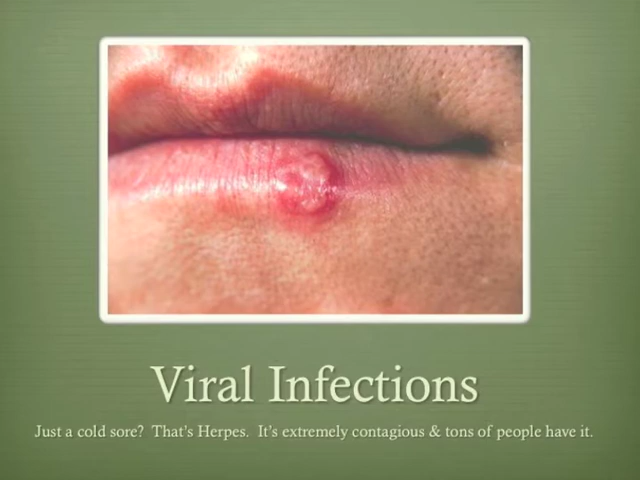 Viral Infections
Just a cold sore?  That's Herpes.  It's extremely contagious & tons of people have it.